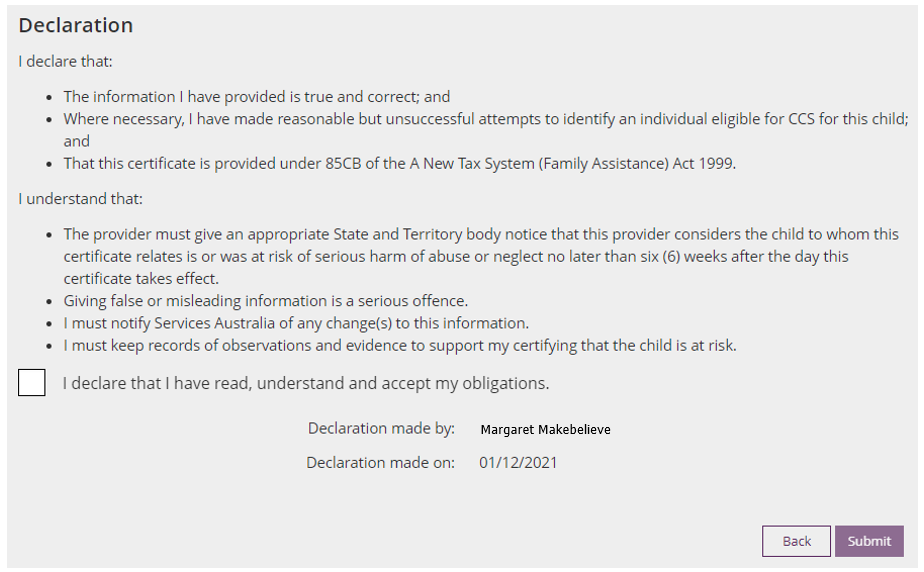 Declaration
I declare that:
• The information I have provided is true and correct; and
• Where necessary, I have made reasonable but unsuccessful attempts to identify an individual eligible for CCS for this child;
and
• That this certificate is provided under 85CB of the A New Tax System (Family Assistance) Act 1999.
I understand that:
• The provider must give an appropriate State and Territory body notice that this provider considers the child to whom this
certificate relates is or was at risk of serious harm of abuse or neglect no later than six (6) weeks after the day this
certificate takes effect.
• Giving false or misleading information is a serious offence.
• I must notify Services Australia of any change(s) to this information.
• I must keep records of observations and evidence to support my certifying that the child is at risk.
I declare that I have read, understand and accept my obligations.
Declaration made by: Margaret Makebelieve
Declaration made on: 01/12/2021
Back Submit